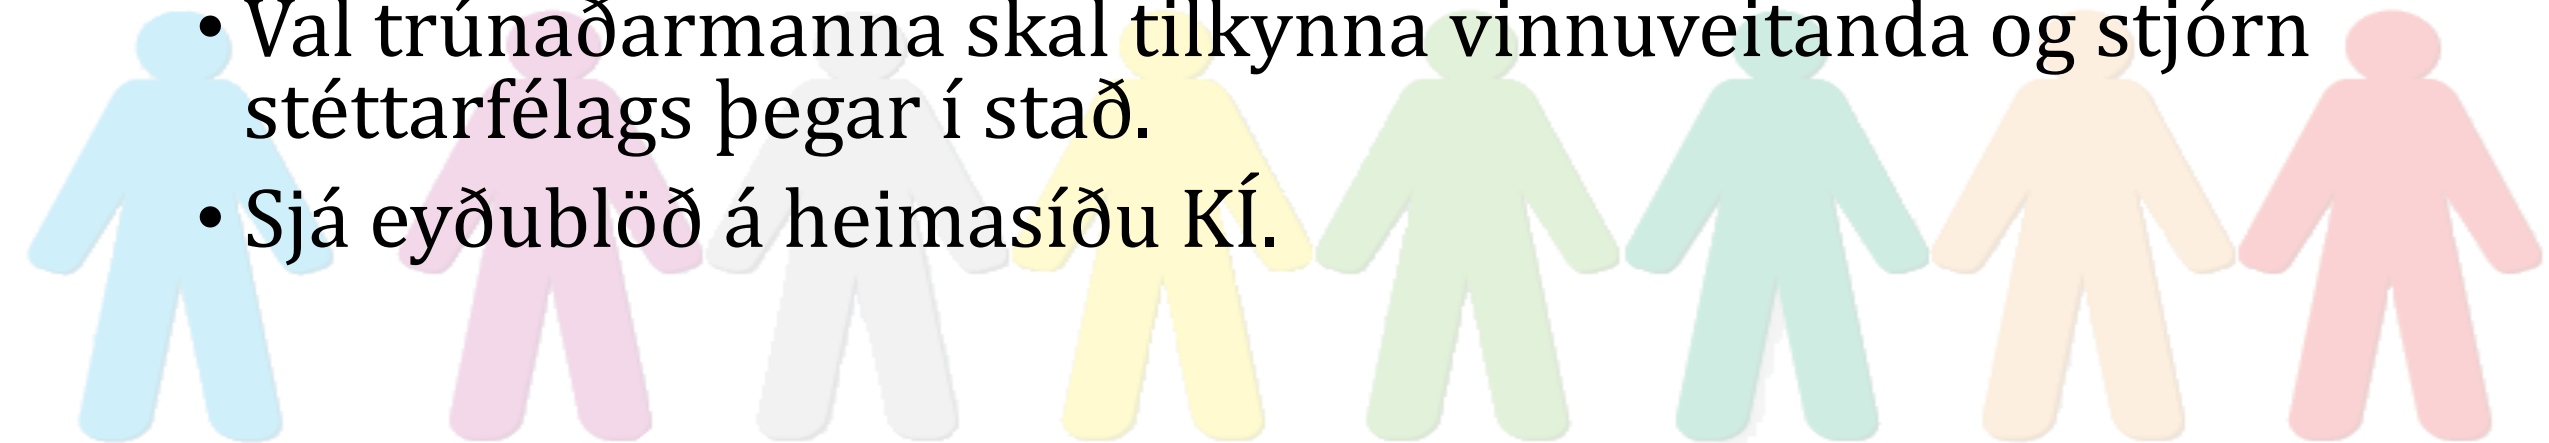 • Val trúnaðarmanna skal tilkynna vinnuveitanda og stjórn
stéttarfélags þegar í stað.
• Sjá eyðublöð á heimasíðu KÍ.